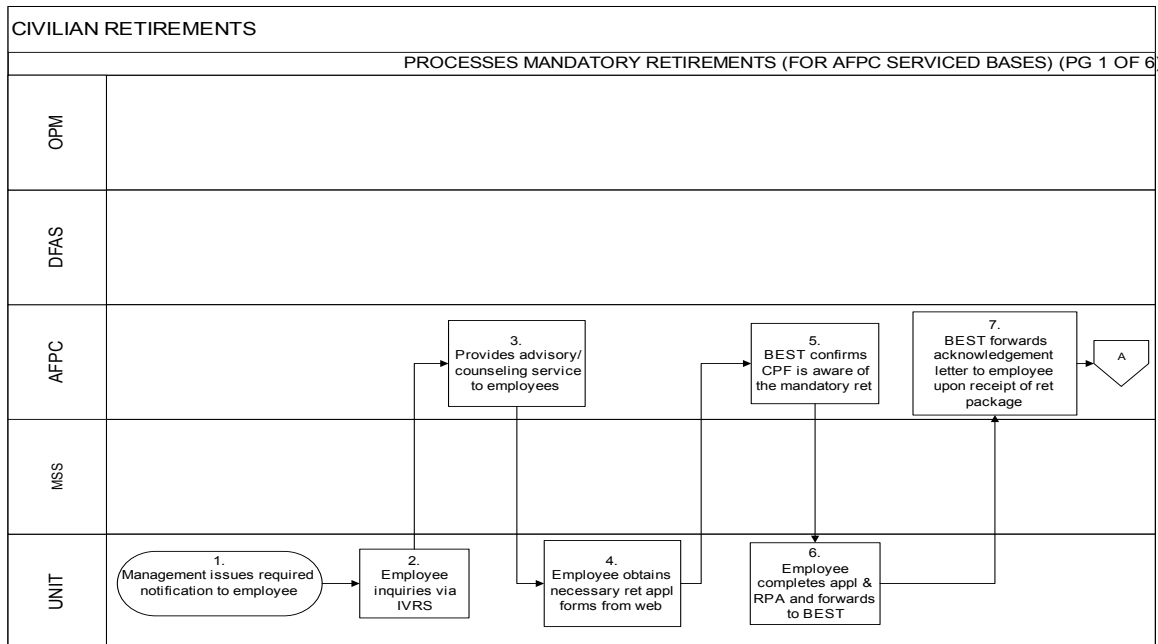 CIVILIAN RETIREMENTS
PROCESSES MANDATORY RETIREMENTS (FOR AFPC SERVICED BASES) (PG 1 OF 6
OPM
DFAS
AFPC
3.
Provides advisory/
counseling service
to employees
5.
BEST confirms
CPF is aware of
the mandatory ret
7.
BEST forwards
acknowledgement
letter to employee
upon receipt of ret
package
A
MSS
UNIT
1.
Management issues required
notification to employee
2.
Employee
inquiries via
IVRS
4.
Employee obtains
necessary ret appl
forms from web
6.
Employee
completes appl &
RPA and forwards
to BEST